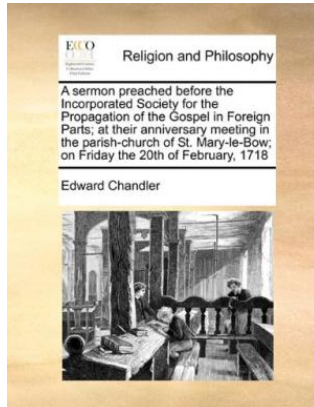 ECCO
Religion and Philosophy
A sermon preached before the
Incorporated Society for the
Propagation of the Gospel in Foreign
Parts; at their anniversary meeting in
the parish-church of St. Mary-le-Bow;
on Friday the 20th of February, 1718
Edward Chandler